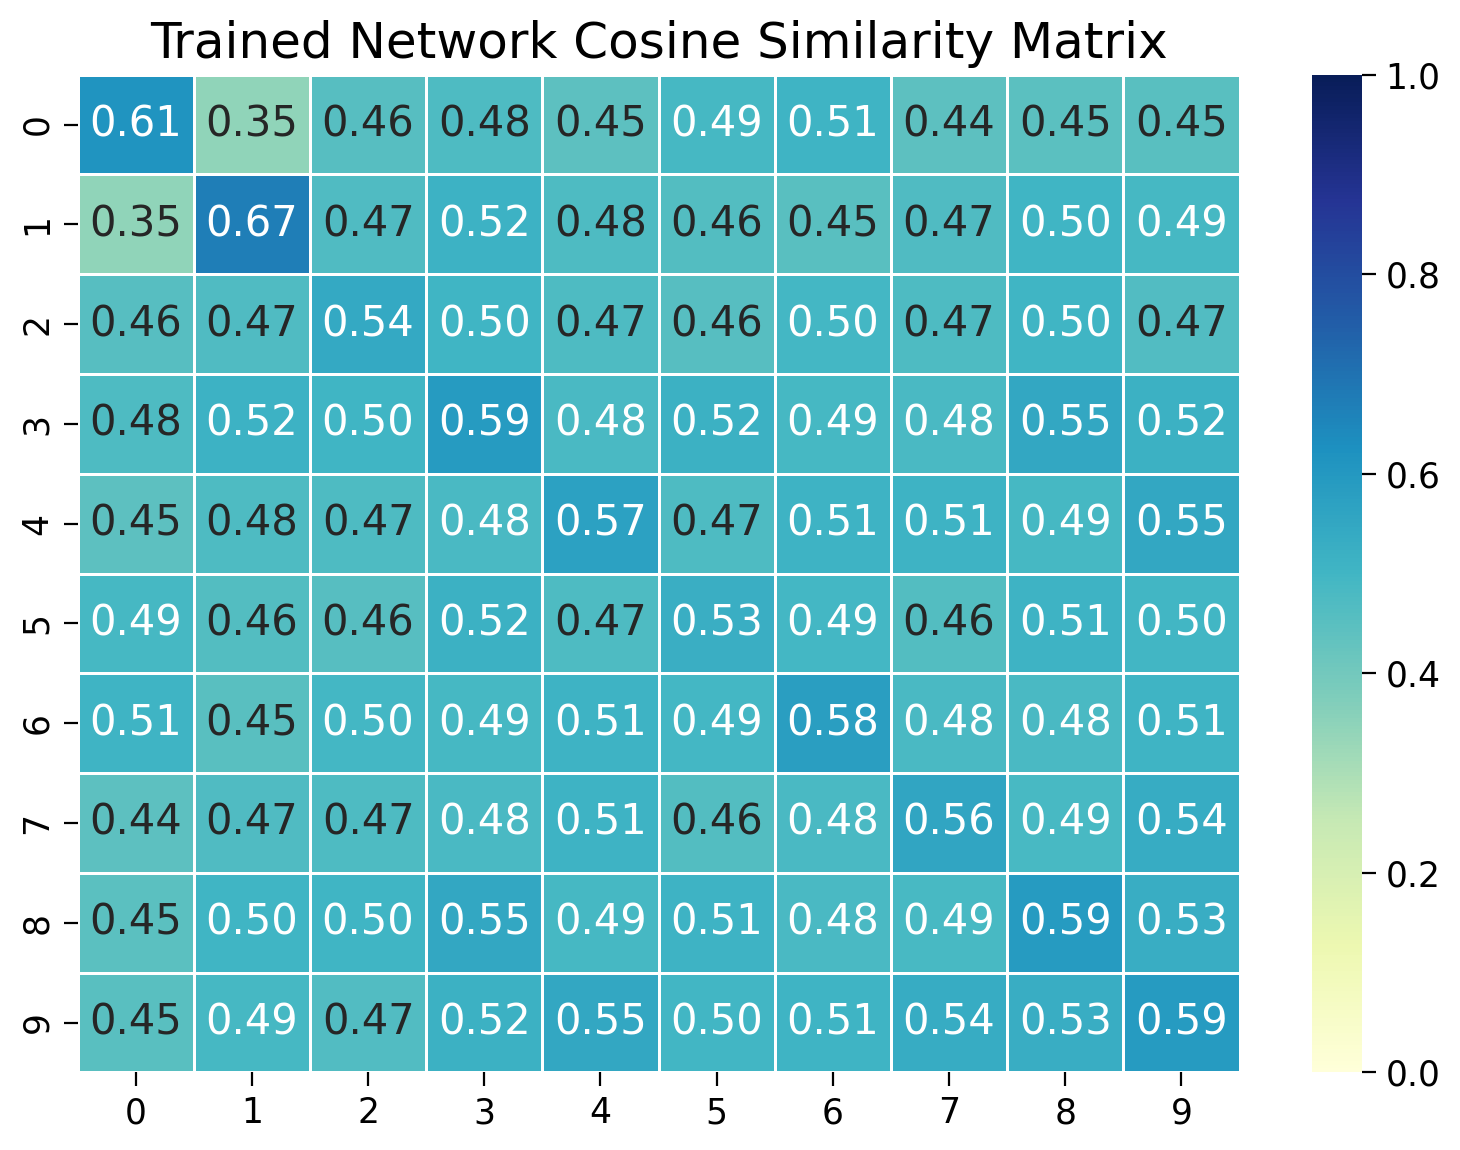 Trained Network Cosine Similarity Matrix
0 0.61 0.35 0.46 0.48 0.45 0.49 0.51 0.44 0.45 0.45
1 0.35 0.67 0.47 0.52 0.48 0.46 0.45 0.47 0.50 0.49
2 0.46 0.47 0.54 0.50 0.47 0.46 0.50 0.47 0.50 0.47
3 0.48 0.52 0.50 0.59 0.48 0.52 0.49 0.48 0.55 0.52
4 0.45 0.48 0.47 0.48 0.57 0.47 0.51 0.51 0.49 0.55
5 0.49 0.46 0.46 0.52 0.47 0.53 0.49 0.46 0.51 0.50
6 0.51 0.45 0.50 0.49 0.51 0.49 0.58 0.48 0.48 0.51
7 0.44 0.47 0.47 0.48 0.51 0.46 0.48 0.56 0.49 0.54
8 0.45 0.50 0.50 0.55 0.49 0.51 0.48 0.49 0.59 0.53
9 0.45 0.49 0.47 0.52 0.55 0.50 0.51 0.54 0.53 0.59
0 1 2 3 4 5 6 7 8 9
1.0
0.8
0.6
0.4
0.2
0.0